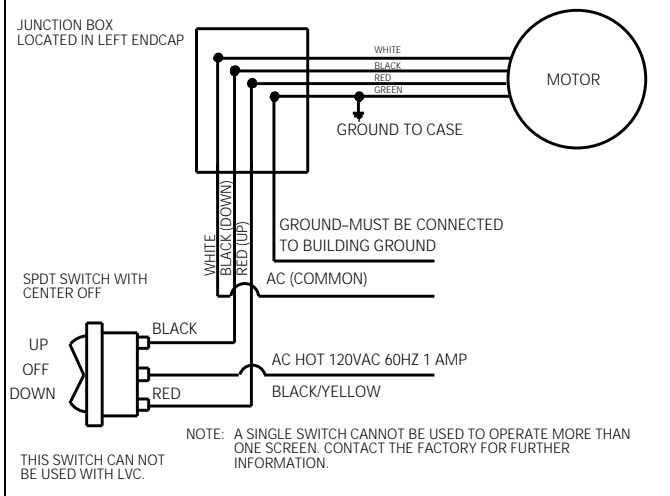 JUNCTION BOX
LOCATED IN LEFT ENDCAP
WHITE
BLACK
RED
GREEN
MOTOR
GROUND TO CASE
WHITE
BLACK (DOWN)
RED (UP)
GROUND-MUST BE CONNECTED
TO BUILDING GROUND
AC (COMMON)
SPDT SWITCH WITH
CENTER OFF
BLACK
UP
OFF
DOWN
AC HOT 120VAC 60HZ 1 AMP
BLACK/YELLOW
RED
NOTE: A SINGLE SWITCH CANNOT BE USED TO OPERATE MORE THAN
ONE SCREEN. CONTACT THE FACTORY FOR FURTHER
INFORMATION.
THIS SWITCH CAN NOT
BE USED WITH LVC.